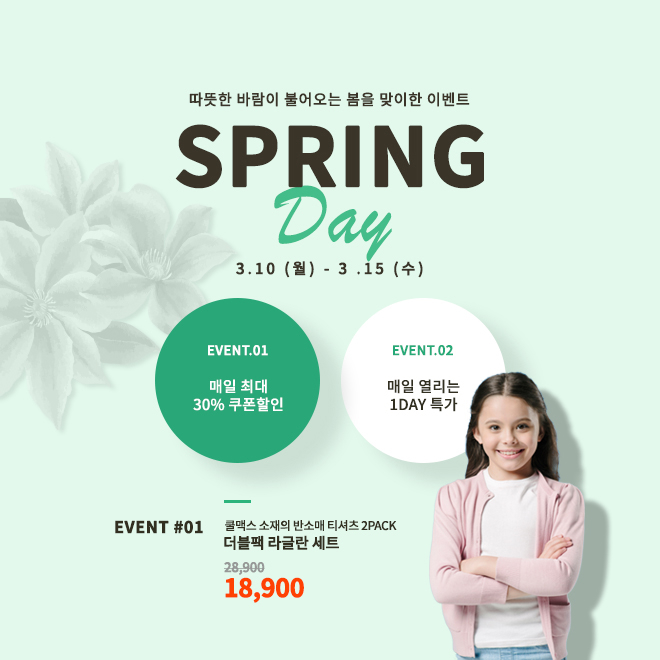 따뜻한 바람이 불어오는 봄을 맞이한 이벤트
SPRING
Day
3.10 (월) - 3 .15 (수)
EVENT.01
매일 최대
30% 쿠폰할인
EVENT.02
매일 열리는
1DAY 특가
EVENT #01
쿨맥스 소재의 반소매 티셔츠 2PACK
더블팩 라글란 세트
28,900
18,900